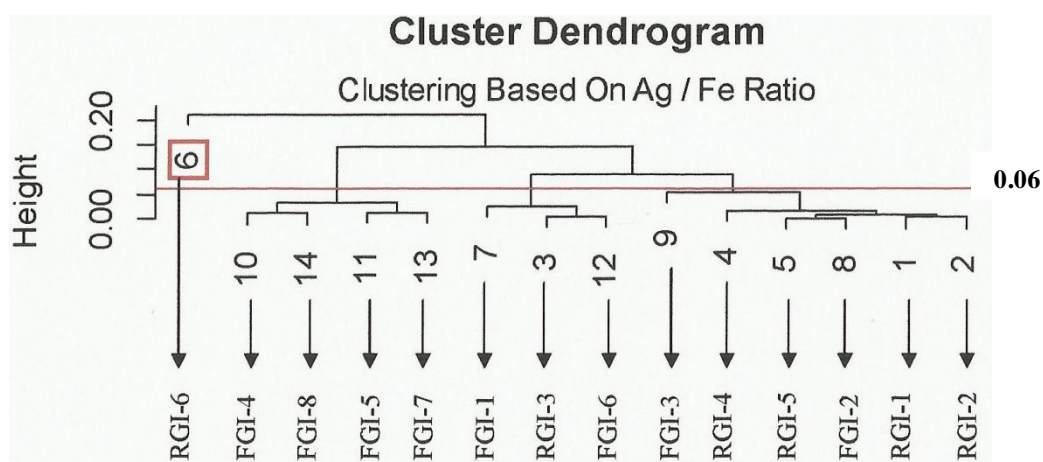 Cluster Dendrogram
Clustering Based On Ag / Fe Ratio
Height
0.20
0.00
0.06
6
10
14
11
13
7
3
12
9
4
5
8
1
2
RGI-6
FGI-4
FGI-8
FGI-5
FGI-7
FGI-1
RGI-3
FGI-6
FGI-3
RGI-4
RGI-5
FGI-2
RGI-1
RGI-2